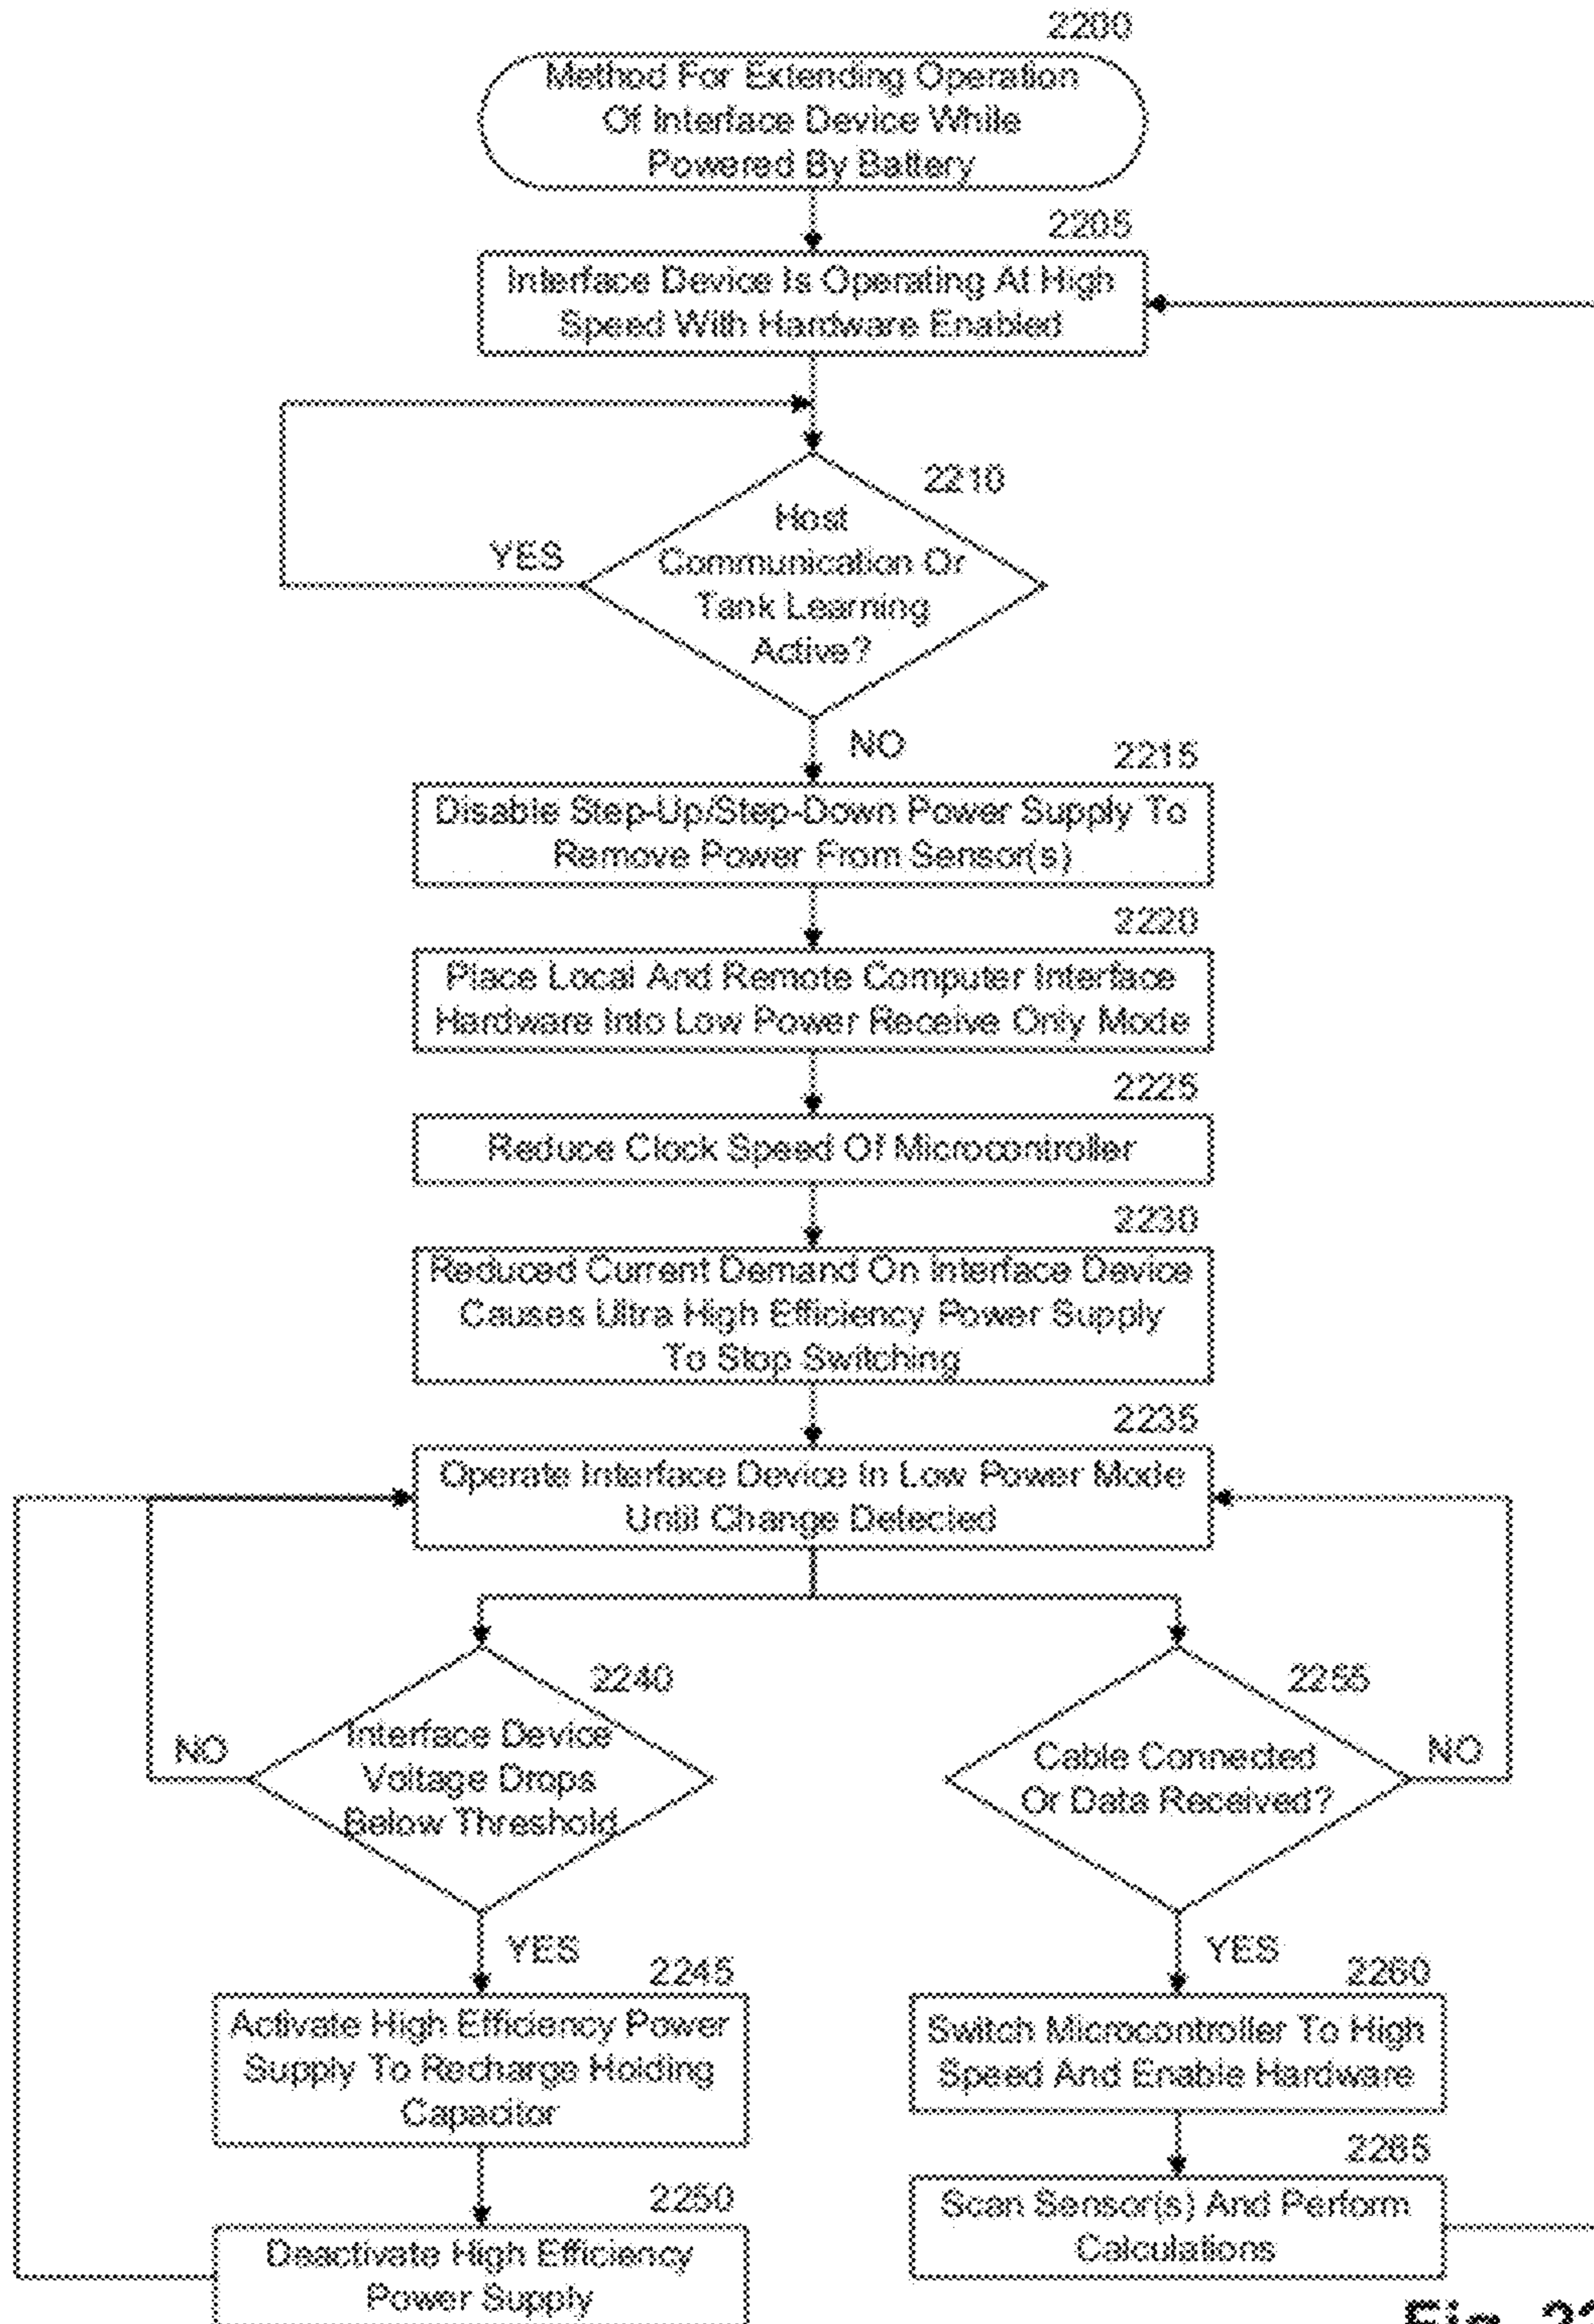 2200
Method For Extending Operation
Of Interface Device While
Powered By Battery
2205
Interface Device Is Operating At High
Speed With Hardware Enabled
2210
Host
Communication Or
Tank Learning
Active?
YES
NO
2215
Disable Step-Up/Step-Down Power Supply To
Remove Power From Sensor(s)
2220
Place Local And Remote Computer Interface
Hardware Into Low Power Receive Only Mode
2225
Reduce Clock Speed Of Microcontroller
2230
Reduced Current Demand On Interface Device
Causes Ultra High Efficiency Power Supply
To Stop Switching
2235
Operate Interface Device In Low Power Mode
Until Change Detected
2240
Interface Device
Voltage Drops
Below Threshold
NO
YES
2245
Activate High Efficiency Power
Supply To Recharge Holding
Capacitor
2250
Deactivate High Efficiency
Power Supply
2255
Cable Connected
Or Data Received?
NO
YES
2260
Switch Microcontroller To High
Speed And Enable Hardware
2265
Scan Sensor(s) And Perform
Calculations